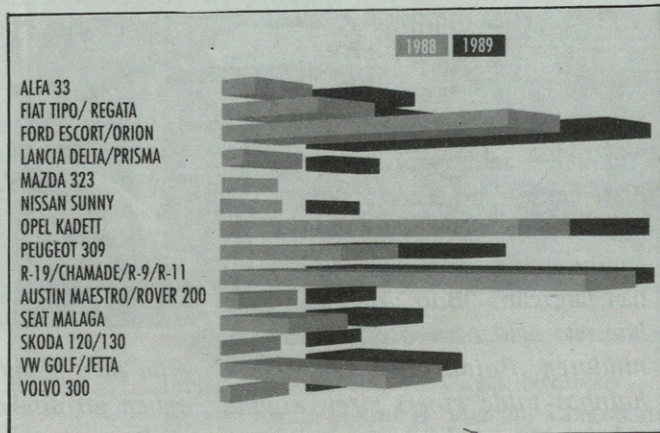 1988 1989
ALFA 33
FIAT TIPO/ REGATA
FORD ESCORT/ORION
LANCIA DELTA/PRISMA
MAZDA 323
NISSAN SUNNY
OPEL KADETT
PEUGEOT 309
R-19/CHAMADE/R-9/R-11
AUSTIN MAESTRO/ROVER 200
SEAT MALAGA
SKODA 120/130
VW GOLF/JETTA
VOLVO 300